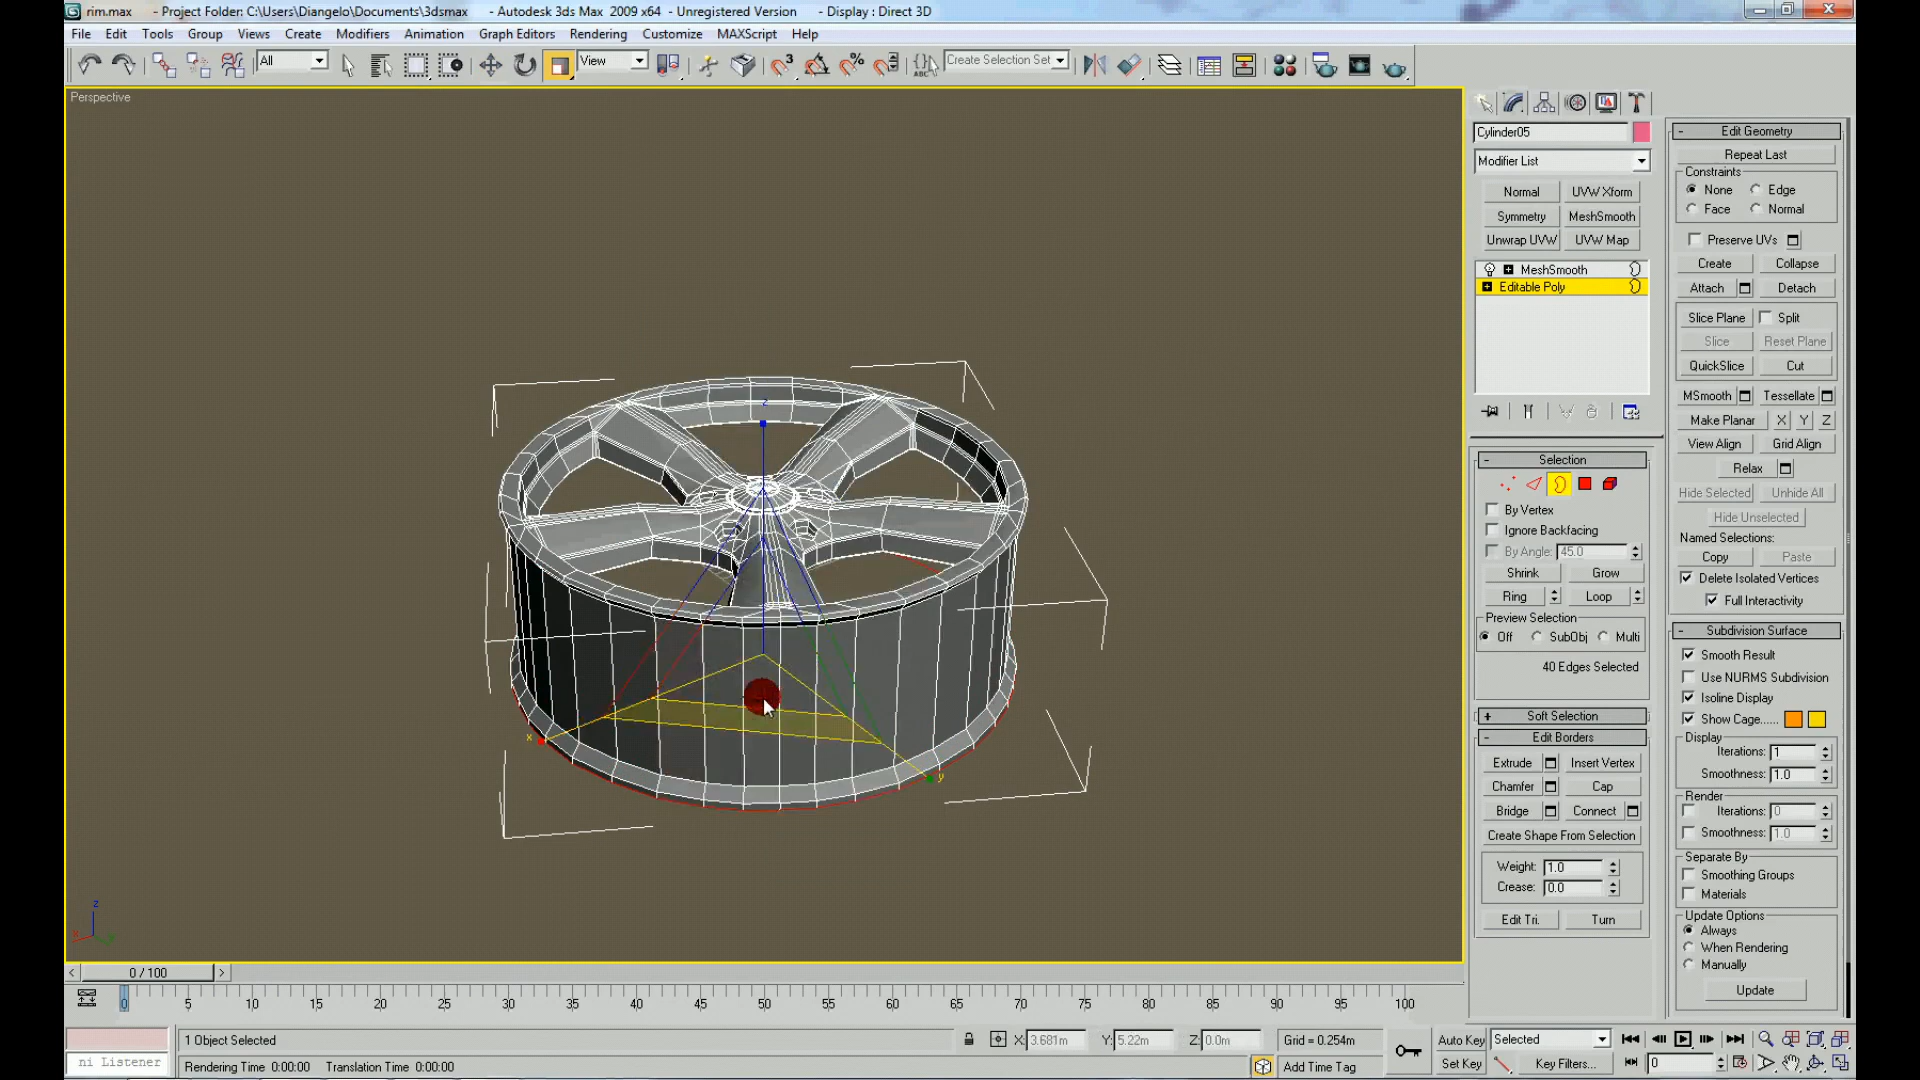 rim.max - Project Folder: C:\Users\Diangelo\Documents\3dsmax - Autodesk 3ds Max 2009 x64 - Unregistered Version - Display : Direct 3D
File Edit Tools Group Views Create Modifiers Animation Graph Editors Rendering Customize MAXScript Help
All View Create Selection Set
Perspective
z
x
y
z
x
y
Cylinder05
Modifier List
Normal UVW Xform
Symmetry MeshSmooth
Unwrap UVW UVW Map
MeshSmooth
Editable Poly
Selection
By Vertex
Ignore Backfacing
By Angle: 45.0
Shrink Grow
Ring Loop
Preview Selection
Off SubObj Multi
40 Edges Selected
Soft Selection
Edit Borders
Extrude Insert Vertex
Chamfer Cap
Bridge Connect
Create Shape From Selection
Weight: 1.0
Crease: 0.0
Edit Tri. Turn
Edit Geometry
Repeat Last
Constraints
None Edge
Face Normal
Preserve UVs
Create Collapse
Attach Detach
Slice Plane Split
Slice Reset Plane
QuickSlice Cut
MSmooth Tessellate
Make Planar X Y Z
View Align Grid Align
Relax
Hide Selected Unhide All
Hide Unselected
Named Selections:
Copy Paste
Delete Isolated Vertices
Full Interactivity
Subdivision Surface
Smooth Result
Use NURMS Subdivision
Isoline Display
Show Cage......
Display
Iterations: 1
Smoothness: 1.0
Render
Iterations: 0
Smoothness: 1.0
Separate By
Smoothing Groups
Materials
Update Options
Always
When Rendering
Manually
Update
< 0 / 100 >
0 5 10 15 20 25 30 35 40 45 50 55 60 65 70 75 80 85 90 95 100
1 Object Selected X: 3.681m Y: 5.22m Z: 0.0m Grid = 0.254m Auto Key Selected
ni Listener Rendering Time 0:00:00 Translation Time 0:00:00 Add Time Tag Set Key Key Filters... 0